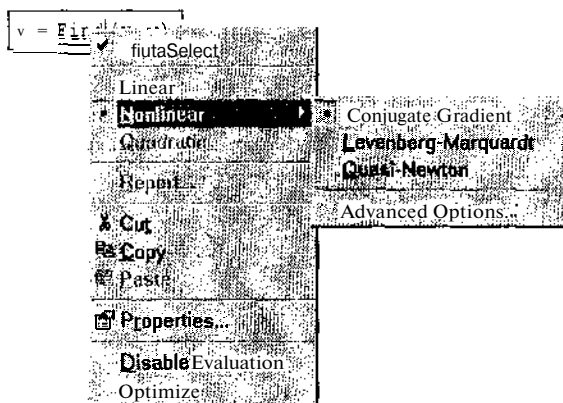 v = Find(
fiutaSelect
Linear
Nonlinear
Conjugate Gradient
Levenberg-Marquardt
Quasi-Newton
Advanced Options...
Quadratic
Report...
Cut
Copy
Paste
Properties...
Disable Evaluation
Optimize